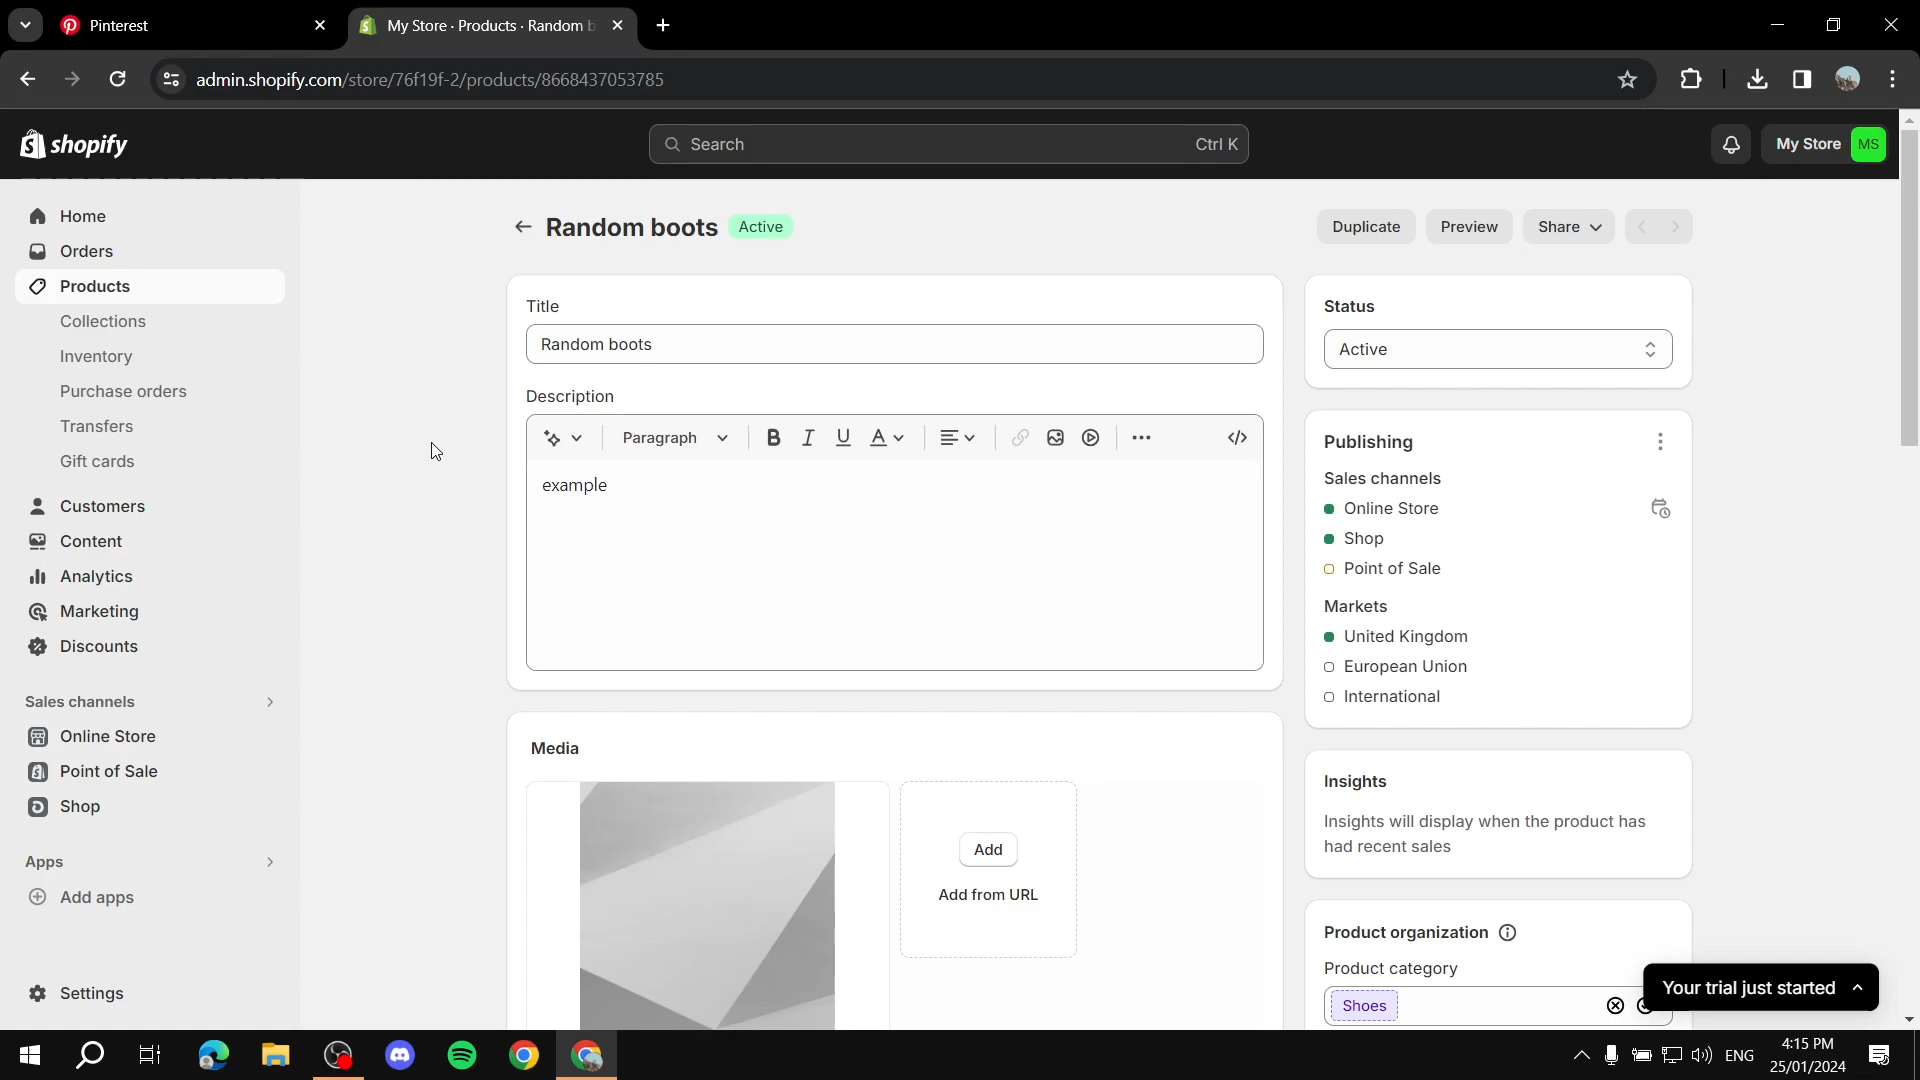 Pinterest
My Store · Products · Random b
admin.shopify.com/store/76f19f-2/products/8668437053785
shopify
Search
Ctrl K
My Store
MS
Home
Orders
Products
Collections
Inventory
Purchase orders
Transfers
Gift cards
Customers
Content
Analytics
Marketing
Discounts
Sales channels
Online Store
Point of Sale
Shop
Apps
Add apps
Settings
Random boots
Active
Duplicate
Preview
Share
Title
Random boots
Description
Paragraph
B I U A
example
Media
Add
Add from URL
Status
Active
Publishing
Sales channels
Online Store
Shop
Point of Sale
Markets
United Kingdom
European Union
International
Insights
Insights will display when the product has
had recent sales
Product organization
Product category
Shoes
Your trial just started
ENG
4:15 PM
25/01/2024